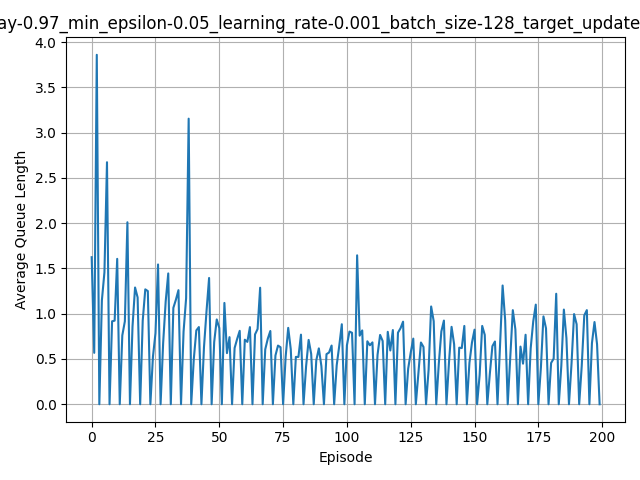 ay-0.97_min_epsilon-0.05_learning_rate-0.001_batch_size-128_target_update
4.0
3.5
3.0
2.5
2.0
1.5
1.0
0.5
0.0
Average Queue Length
0 25 50 75 100 125 150 175 200
Episode